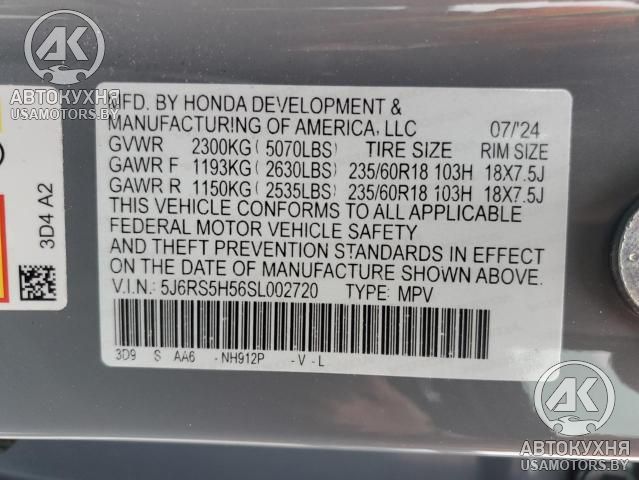 AK
АВТОКУХНЯ
USAMOTORS.BY
MFD. BY HONDA DEVELOPMENT &
MANUFACTURING OF AMERICA, LLC 07/'24
GVWR 2300KG ( 5070LBS) TIRE SIZE RIM SIZE
GAWR F 1193KG ( 2630LBS) 235/60R18 103H 18X7.5J
GAWR R 1150KG ( 2535LBS) 235/60R18 103H 18X7.5J
THIS VEHICLE CONFORMS TO ALL APPLICABLE
FEDERAL MOTOR VEHICLE SAFETY
AND THEFT PREVENTION STANDARDS IN EFFECT
ON THE DATE OF MANUFACTURE SHOWN ABOVE.
V.I.N.: 5J6RS5H56SL002720 TYPE: MPV
3D9 S AA6 - NH912P - V - L
3D4 A2
AK
АВТОКУХНЯ
USAMOTORS.BY